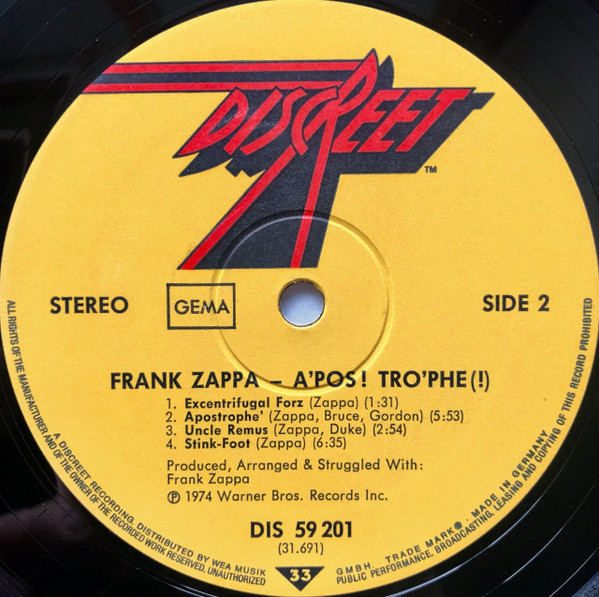 DISCREET
TM
STEREO
GEMA
SIDE 2
FRANK ZAPPA – A'POS! TRO'PHE(!)
1. Excentrifugal Forz (Zappa) (1:31)
2. Apostrophe' (Zappa, Bruce, Gordon) (5:53)
3. Uncle Remus (Zappa, Duke) (2:54)
4. Stink-Foot (Zappa) (6:35)
Produced, Arranged & Struggled With:
Frank Zappa
℗ 1974 Warner Bros. Records Inc.
DIS 59 201
(31.691)
33
ALL RIGHTS OF THE MANUFACTURER AND OF THE OWNER OF THE RECORDED WORK RESERVED, UNAUTHORIZED
A DISCREET RECORDING. DISTRIBUTED BY WEA MUSIK
GMBH. TRADE MARK ®. MADE IN GERMANY
PUBLIC PERFORMANCE, BROADCASTING, LEASING AND COPYING OF THIS RECORD PROHIBITED